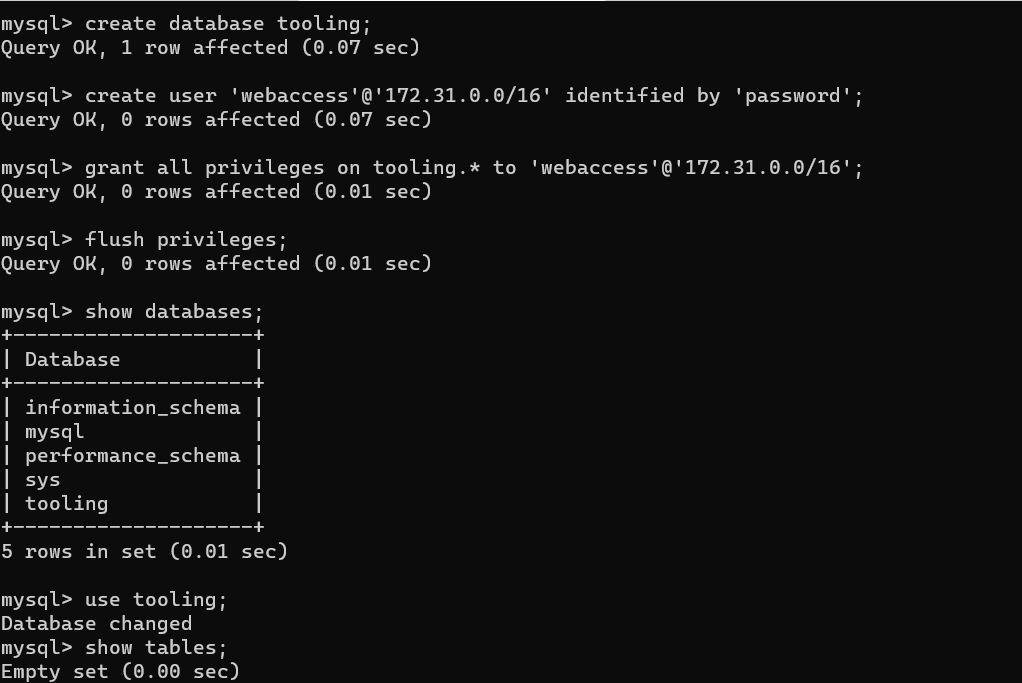 mysql> create database tooling;
Query OK, 1 row affected (0.07 sec)
mysql> create user 'webaccess'@'172.31.0.0/16' identified by 'password';
Query OK, 0 rows affected (0.07 sec)
mysql> grant all privileges on tooling.* to 'webaccess'@'172.31.0.0/16';
Query OK, 0 rows affected (0.01 sec)
mysql> flush privileges;
Query OK, 0 rows affected (0.01 sec)
mysql> show databases;
+--------------------+
| Database           |
+--------------------+
| information_schema |
| mysql              |
| performance_schema |
| sys                |
| tooling            |
+--------------------+
5 rows in set (0.01 sec)
mysql> use tooling;
Database changed
mysql> show tables;
Empty set (0.00 sec)